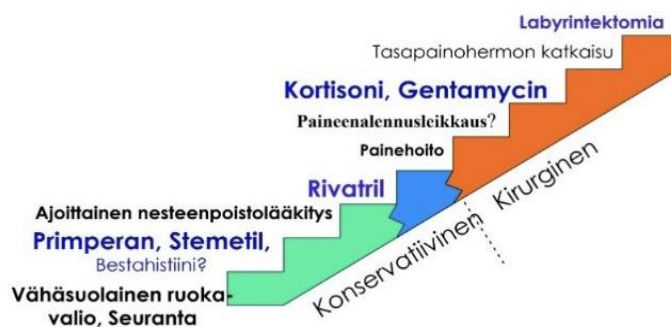 Labyrintektomia
Tasapainohermon katkaisu
Kortisoni, Gentamycin
Paineenalennusleikkaus?
Painehoito
Rivatril
Ajoittainen nesteenpoistolääkitys
Primperan, Stemetil,
Bestahistiini?
Vähäsuolainen ruoka-
valio, Seuranta
Konservatiivinen
Kirurginen